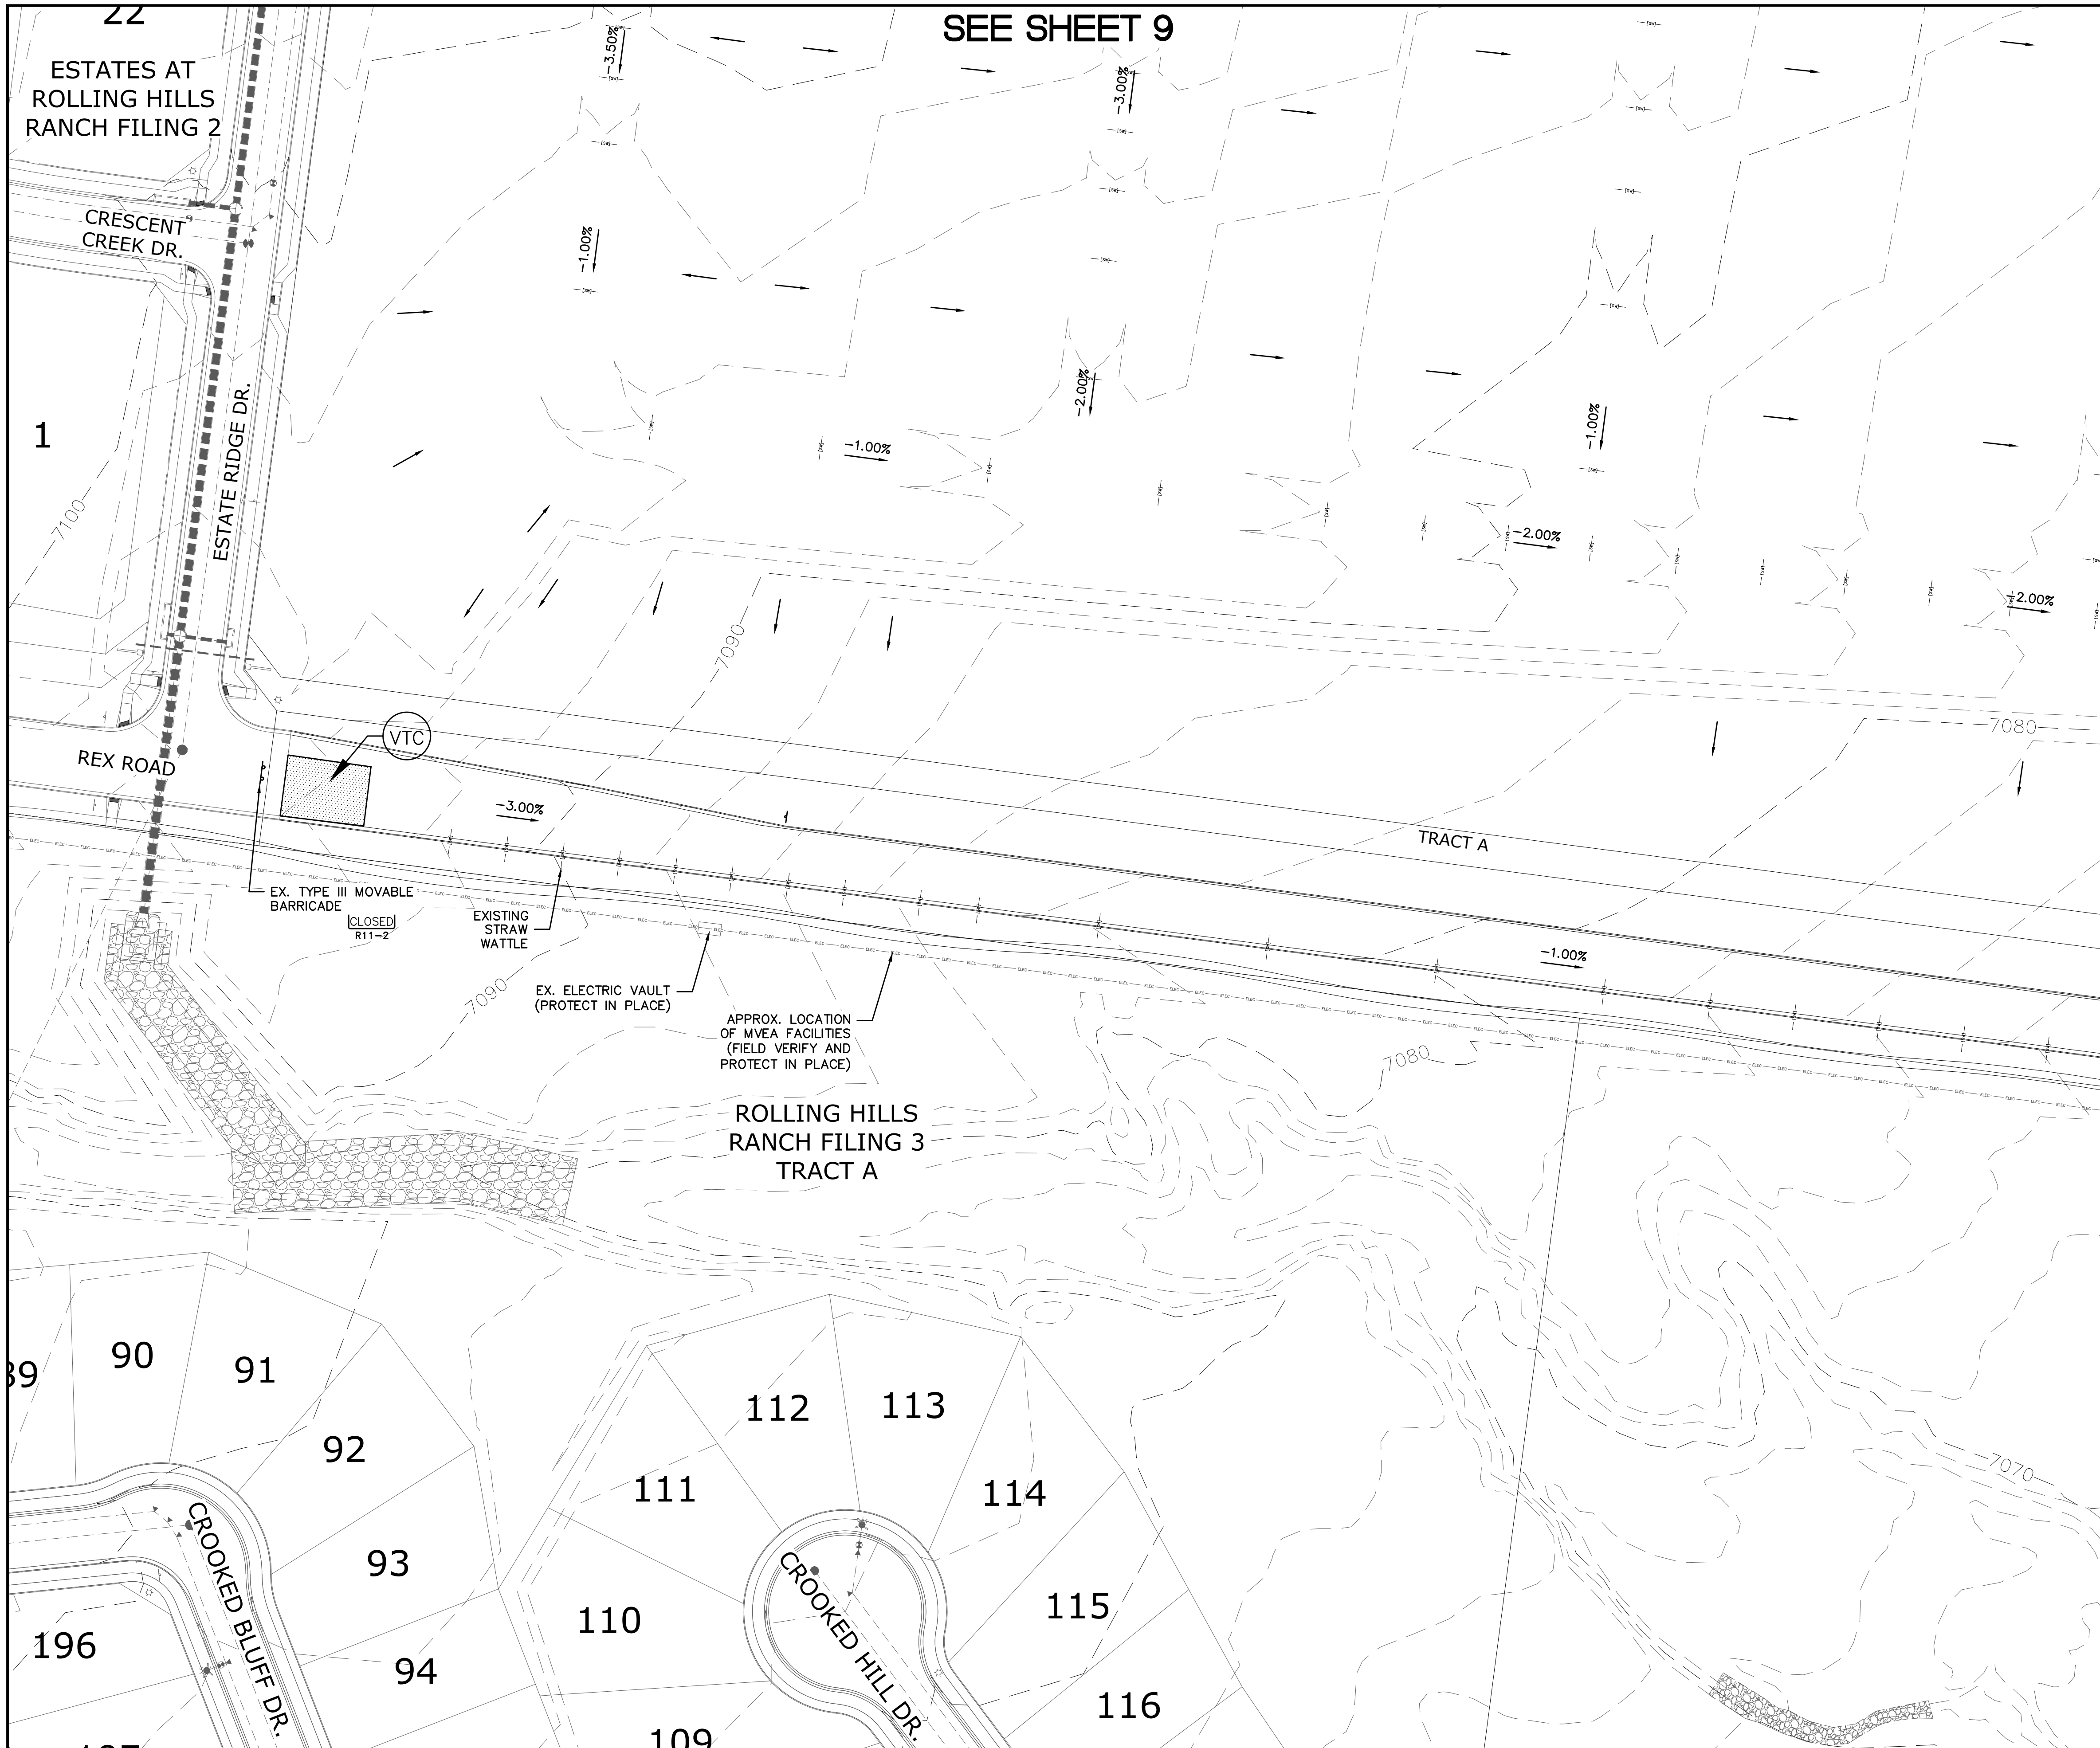 SEE SHEET 9
22
ESTATES AT
ROLLING HILLS
RANCH FILING 2
-3.50%
-3.00%
CRESCENT
CREEK DR.
-1.00%
-2.00%
1
ESTATE RIDGE DR.
-1.00%
-1.00%
7100
-2.00%
-2.00%
7090
7080
VTC
REX ROAD
-3.00%
TRACT A
EX. TYPE III MOVABLE
BARRICADE
CLOSED
R11-2
EXISTING
STRAW
WATTLE
-1.00%
EX. ELECTRIC VAULT
(PROTECT IN PLACE)
7090
APPROX. LOCATION
OF MVEA FACILITIES
(FIELD VERIFY AND
PROTECT IN PLACE)
7080
ROLLING HILLS
RANCH FILING 3
TRACT A
90
91
92
93
94
196
CROOKED BLUFF DR.
112
113
111
114
110
115
116
109
CROOKED HILL DR.
7070